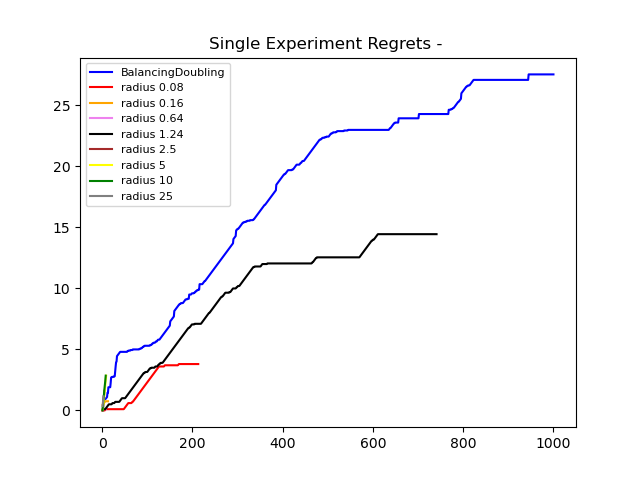 Single Experiment Regrets -
BalancingDoubling
radius 0.08
radius 0.16
radius 0.64
radius 1.24
radius 2.5
radius 5
radius 10
radius 25
25
20
15
10
5
0
0 200 400 600 800 1000